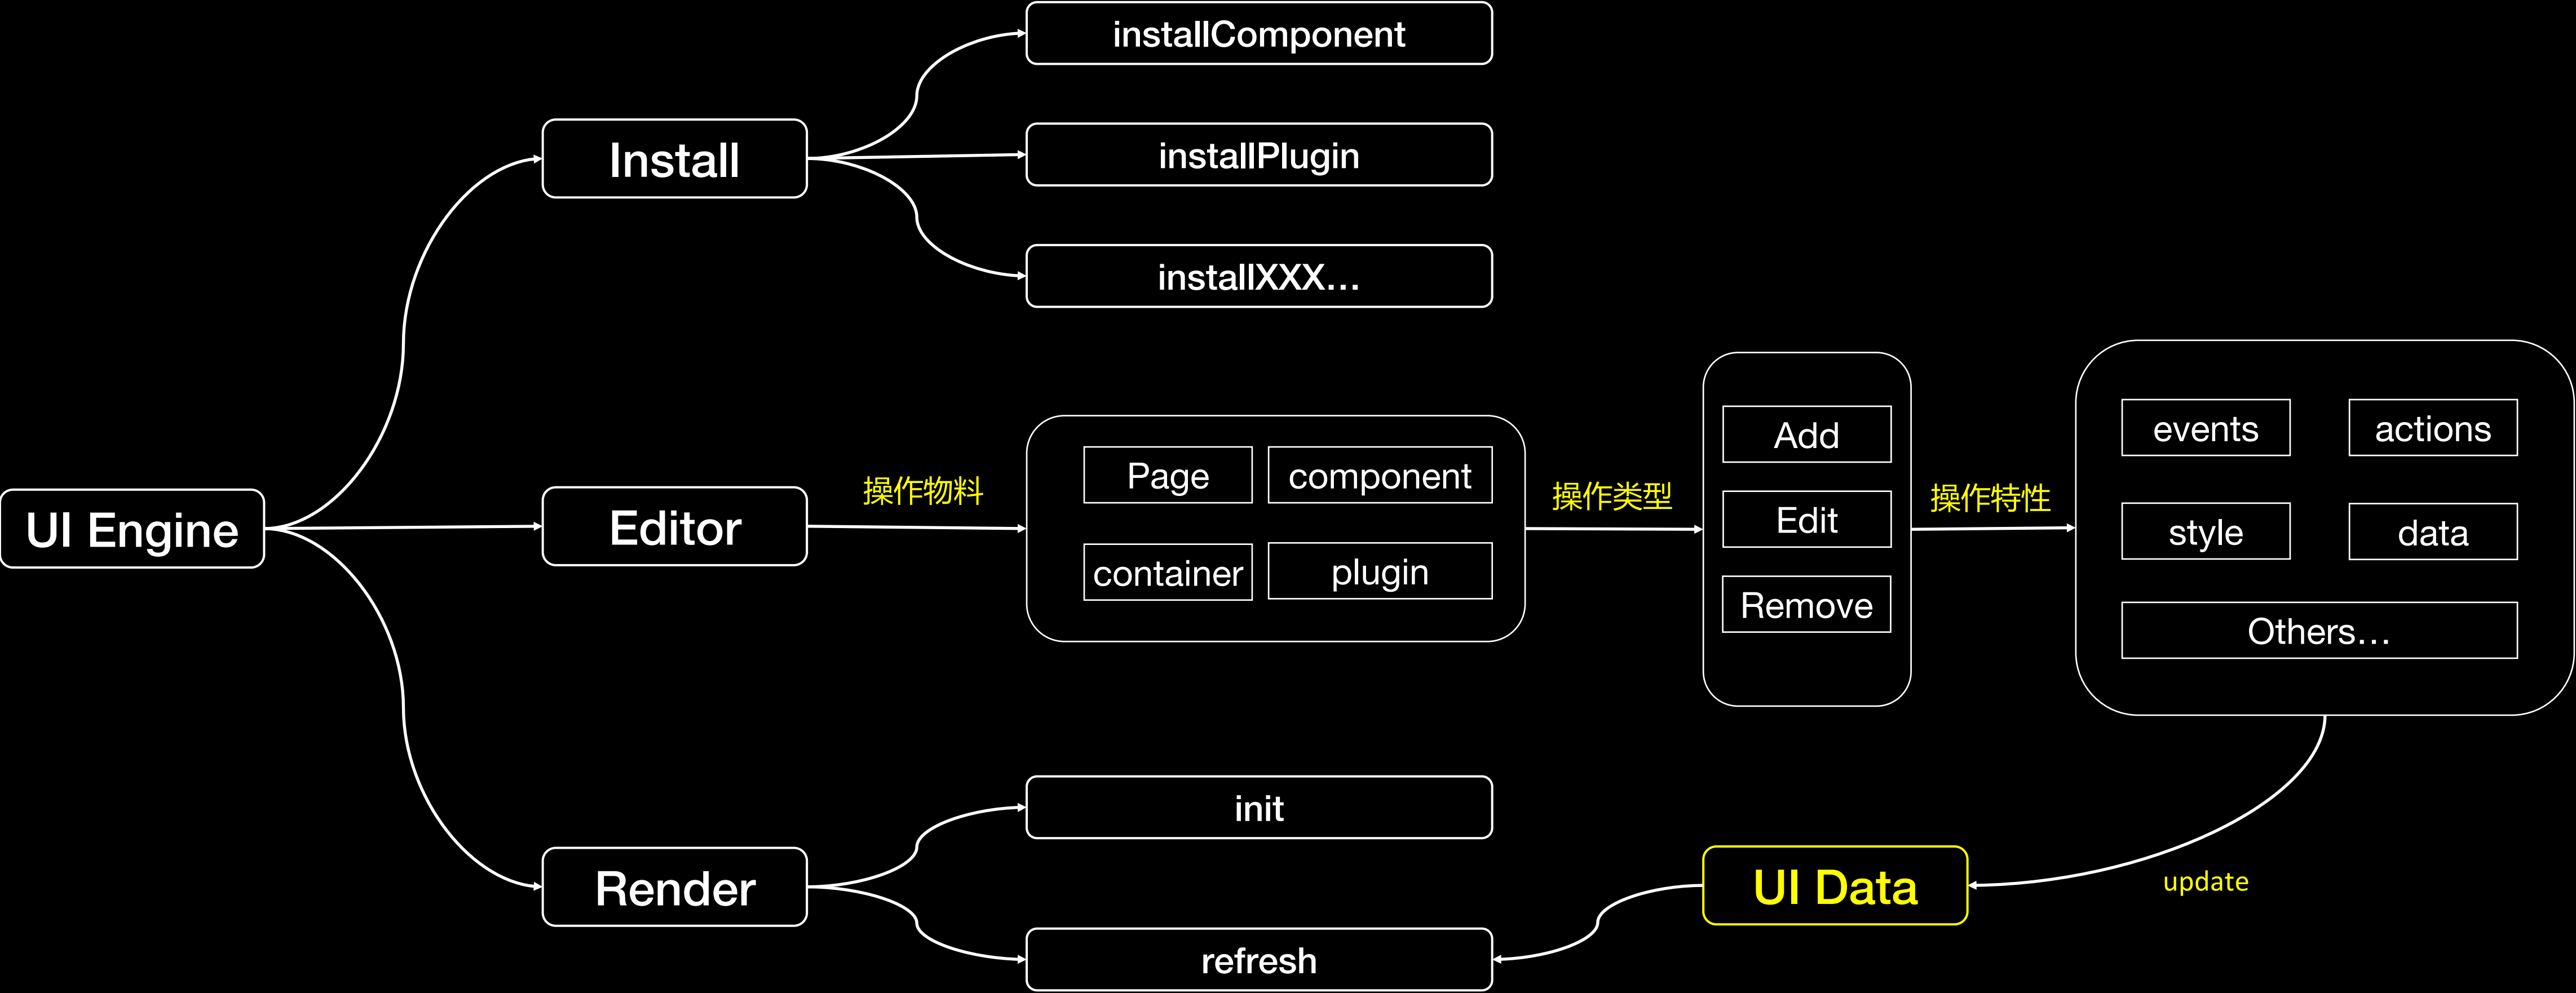 installComponent
Install
installPlugin
installXXX...
UI Engine
Editor
操作物料
Page
component
container
plugin
操作类型
Add
Edit
Remove
操作特性
events
actions
style
data
Others...
Render
init
refresh
UI Data
update